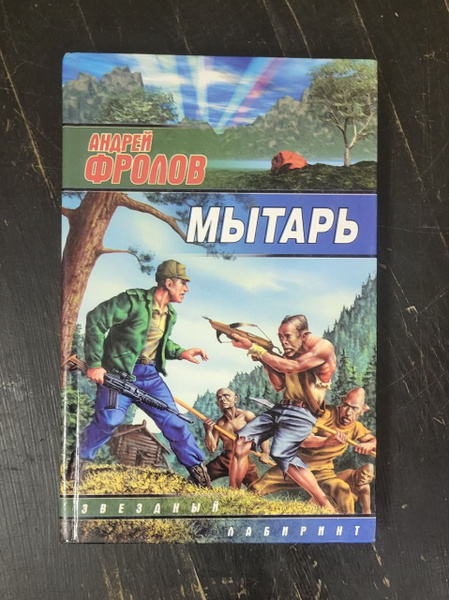 АНДРЕЙ
ФРОЛОВ
МЫТАРЬ
ЗВЕЗДНЫЙ
ЛАБИРИНТ